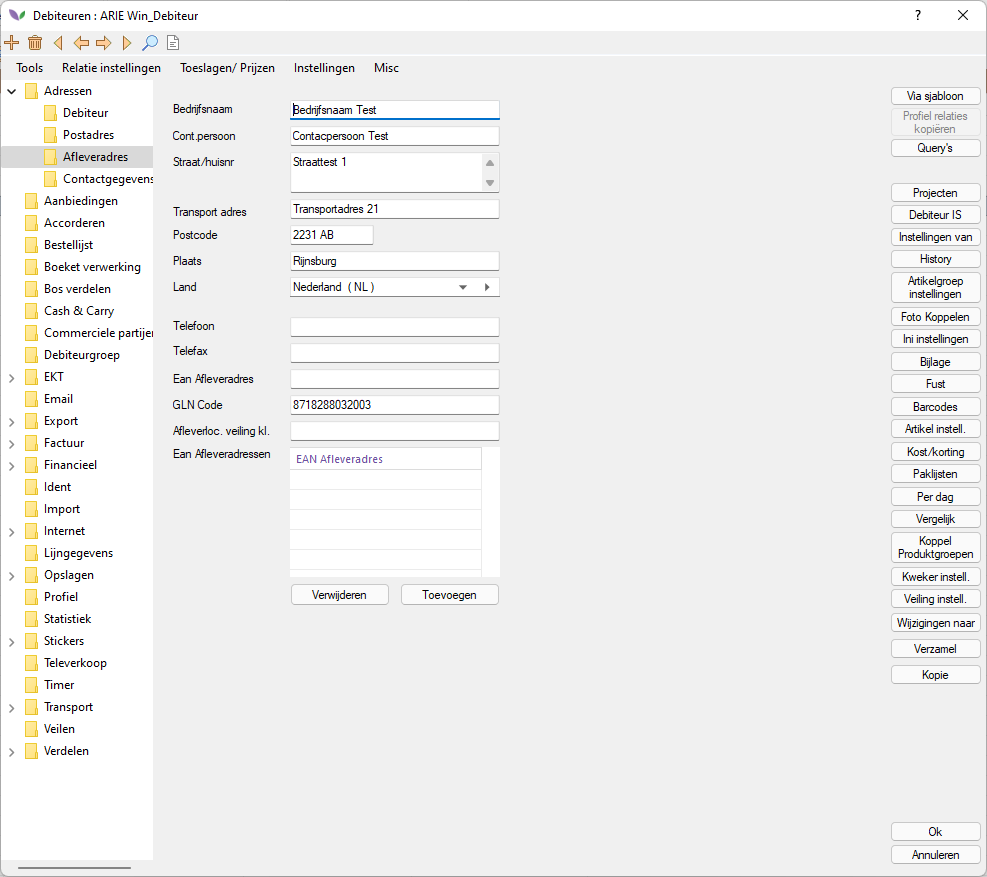 Debiteuren : ARIE Win_Debiteur
?
Tools Relatie instellingen Toeslagen/ Prijzen Instellingen Misc
Adressen
Debiteur
Postadres
Afleveradres
Contactgegevens
Aanbiedingen
Accorderen
Bestellijst
Boeket verwerking
Bos verdelen
Cash & Carry
Commerciele partijen
Debiteurgroep
EKT
Email
Export
Factuur
Financieel
Ident
Import
Internet
Lijngegevens
Opslagen
Profiel
Statistiek
Stickers
Televerkoop
Timer
Transport
Veilen
Verdelen
Bedrijfsnaam Bedrijfsnaam Test
Cont.persoon Contacpersoon Test
Straat/huisnr Straattest 1
Transport adres Transportadres 21
Postcode 2231 AB
Plaats Rijnsburg
Land Nederland ( NL )
Telefoon
Telefax
Ean Afleveradres
GLN Code 8718288032003
Afleverloc. veiling kl.
Ean Afleveradressen EAN Afleveradres
Verwijderen Toevoegen
Via sjabloon
Profiel relaties
kopiëren
Query's
Projecten
Debiteur IS
Instellingen van
History
Artikelgroep
instellingen
Foto Koppelen
Ini instellingen
Bijlage
Fust
Barcodes
Artikel instell.
Kost/korting
Paklijsten
Per dag
Vergelijk
Koppel
Produktgroepen
Kweker instell.
Veiling instell.
Wijzigingen naar
Verzamel
Kopie
Ok
Annuleren